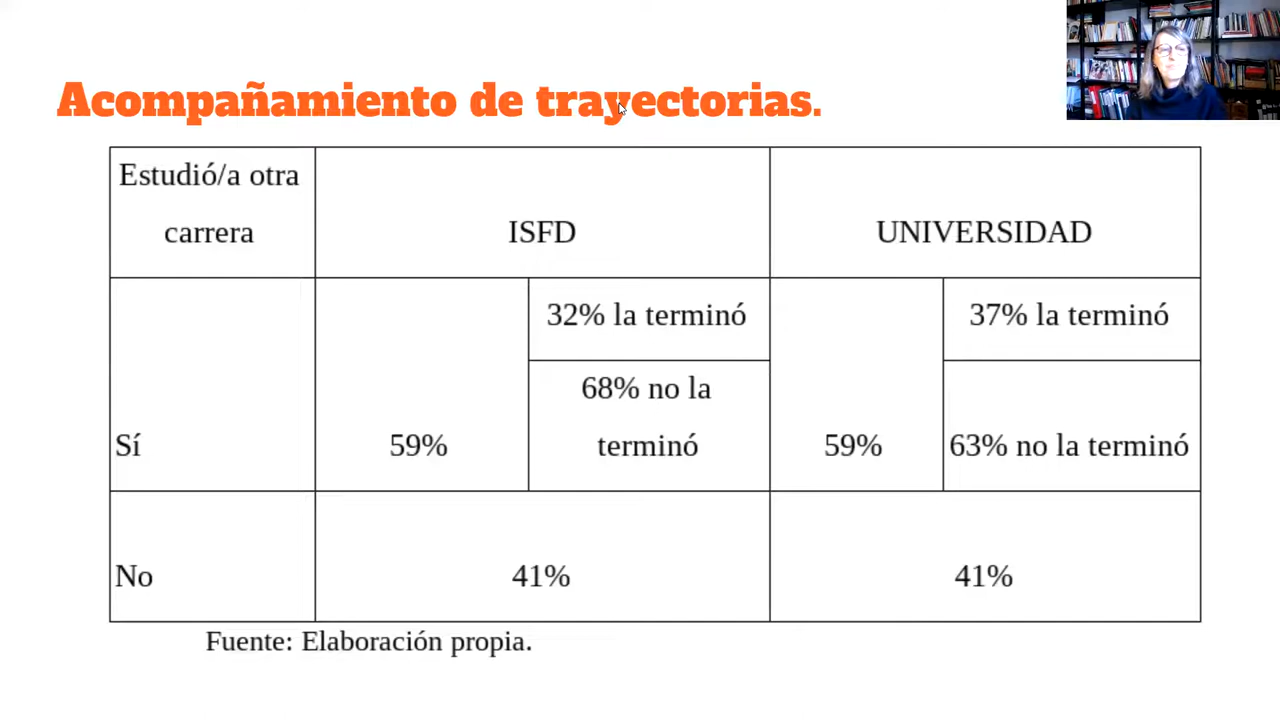 Acompañamiento de trayectorias.
Estudió/a otra
carrera
ISFD
UNIVERSIDAD
Sí
59%
32% la terminó
68% no la
terminó
59%
37% la terminó
63% no la terminó
No
41%
41%
Fuente: Elaboración propia.